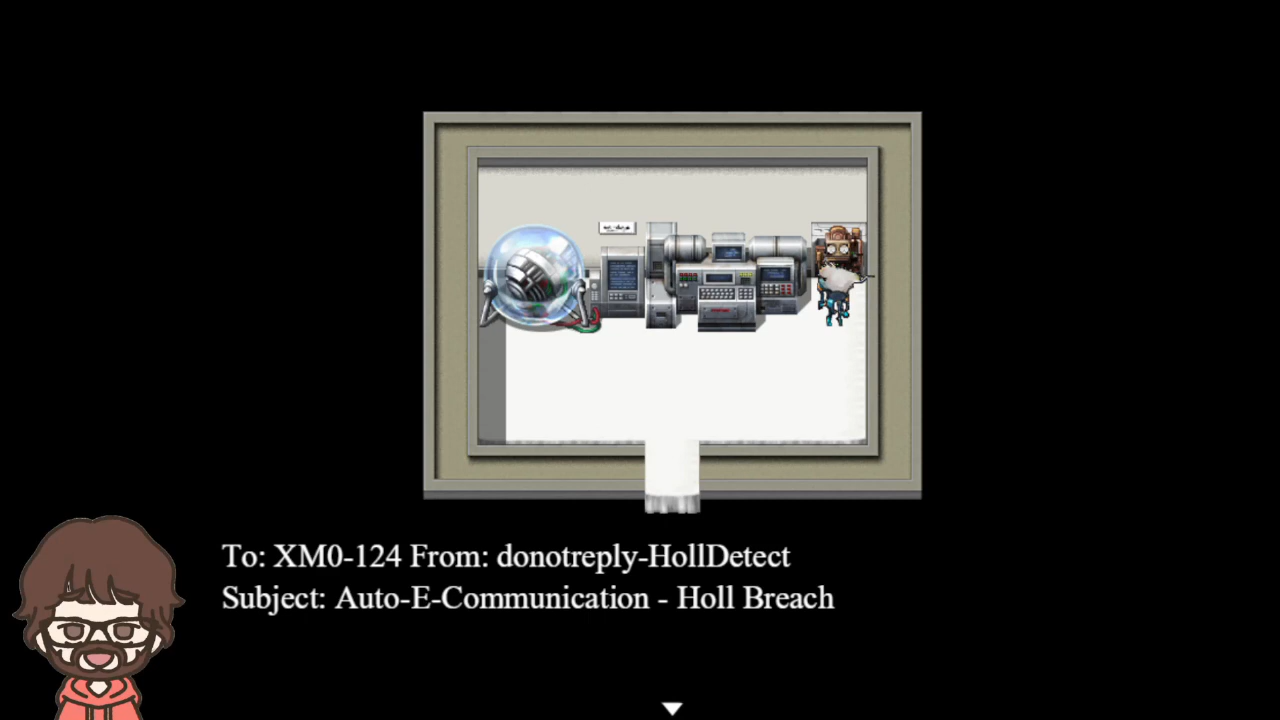 To: XM0-124 From: donotreply-HollDetect
Subject: Auto-E-Communication - Holl Breach